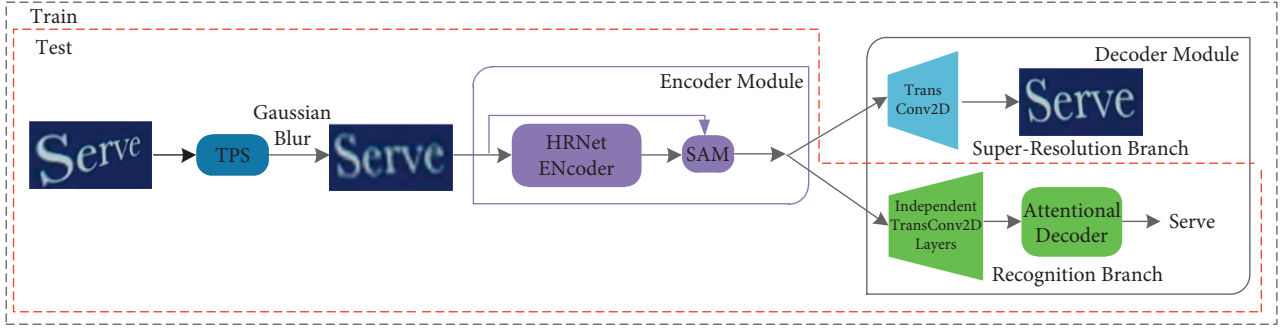 Train
Test
Serve
TPS
Gaussian
Blur
Serve
Encoder Module
HRNet
ENcoder
SAM
Decoder Module
Trans
Conv2D
Serve
Super-Resolution Branch
Independent
TransConv2D
Layers
Attentional
Decoder
Serve
Recognition Branch